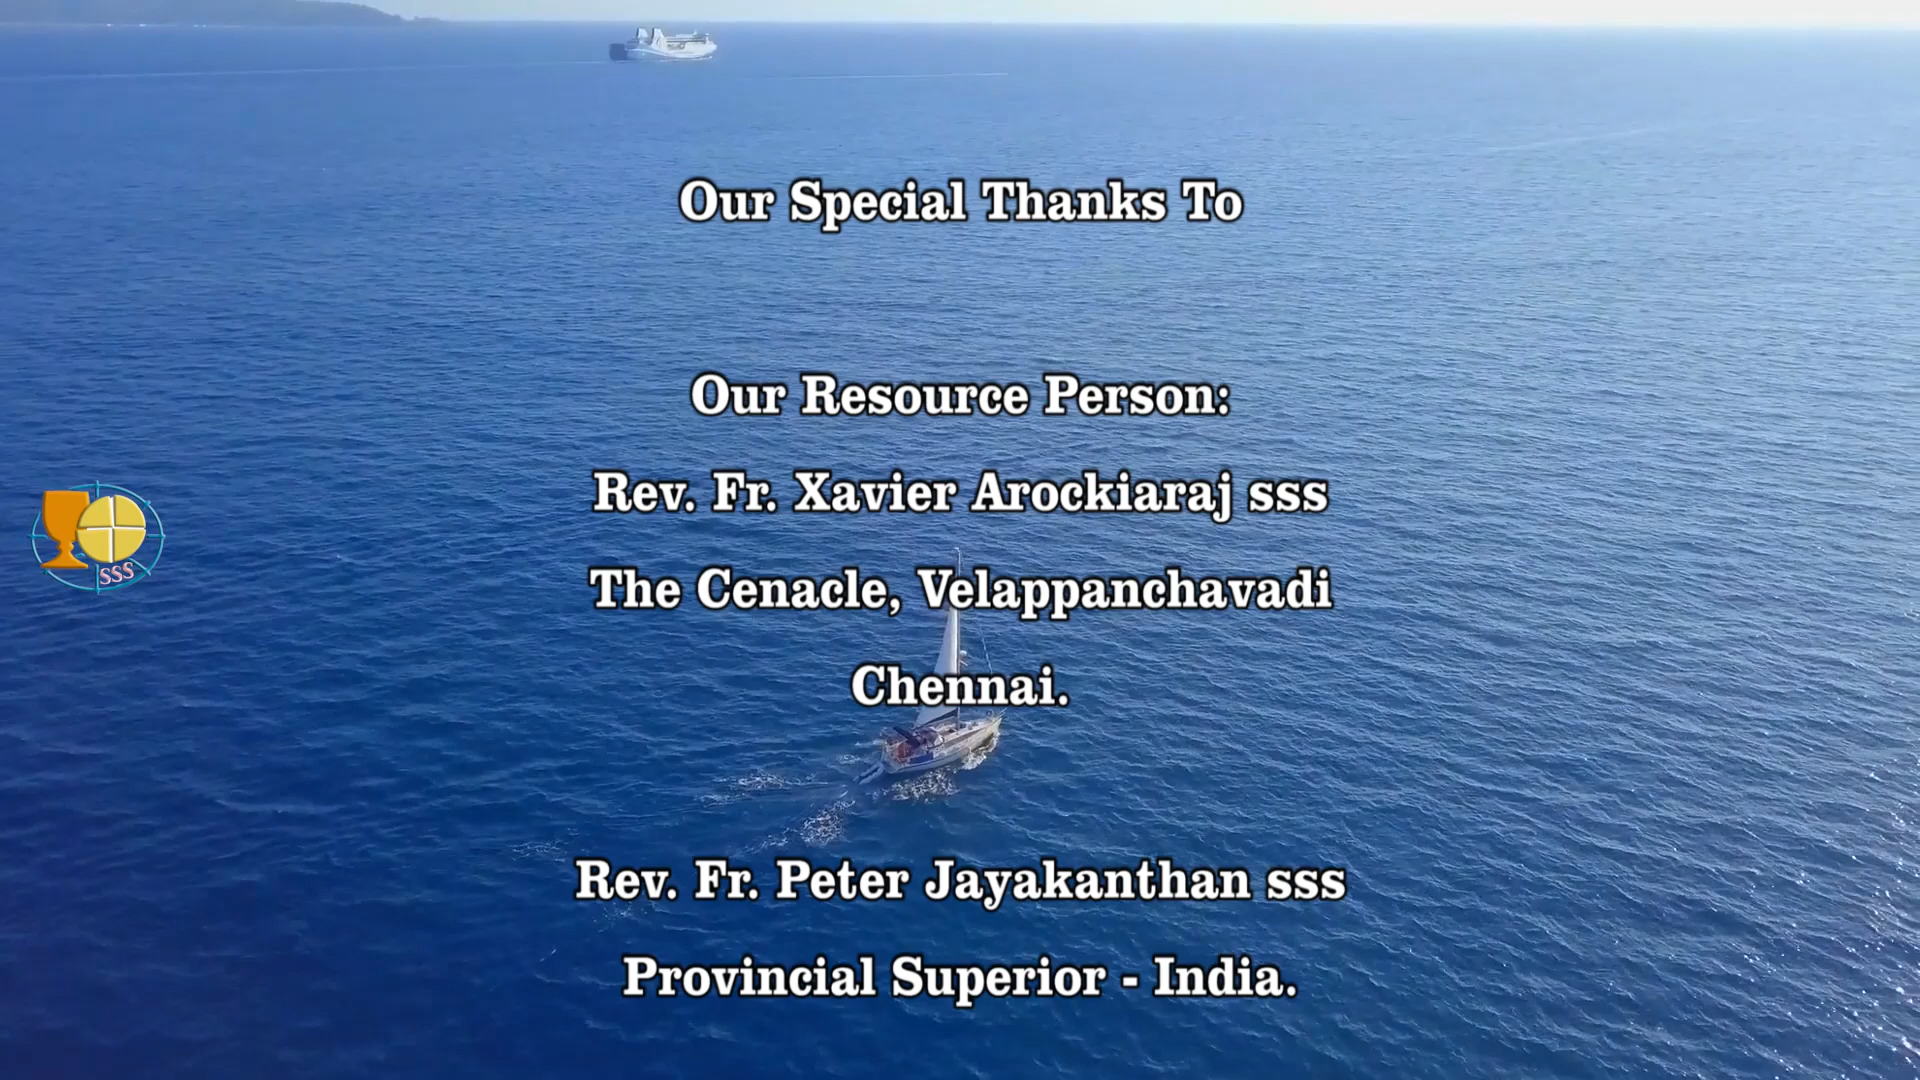 Our Special Thanks To
Our Resource Person:
Rev. Fr. Xavier Arockiaraj sss
The Cenacle, Velappanchavadi
Chennai.
sss
Rev. Fr. Peter Jayakanthan sss
Provincial Superior - India.